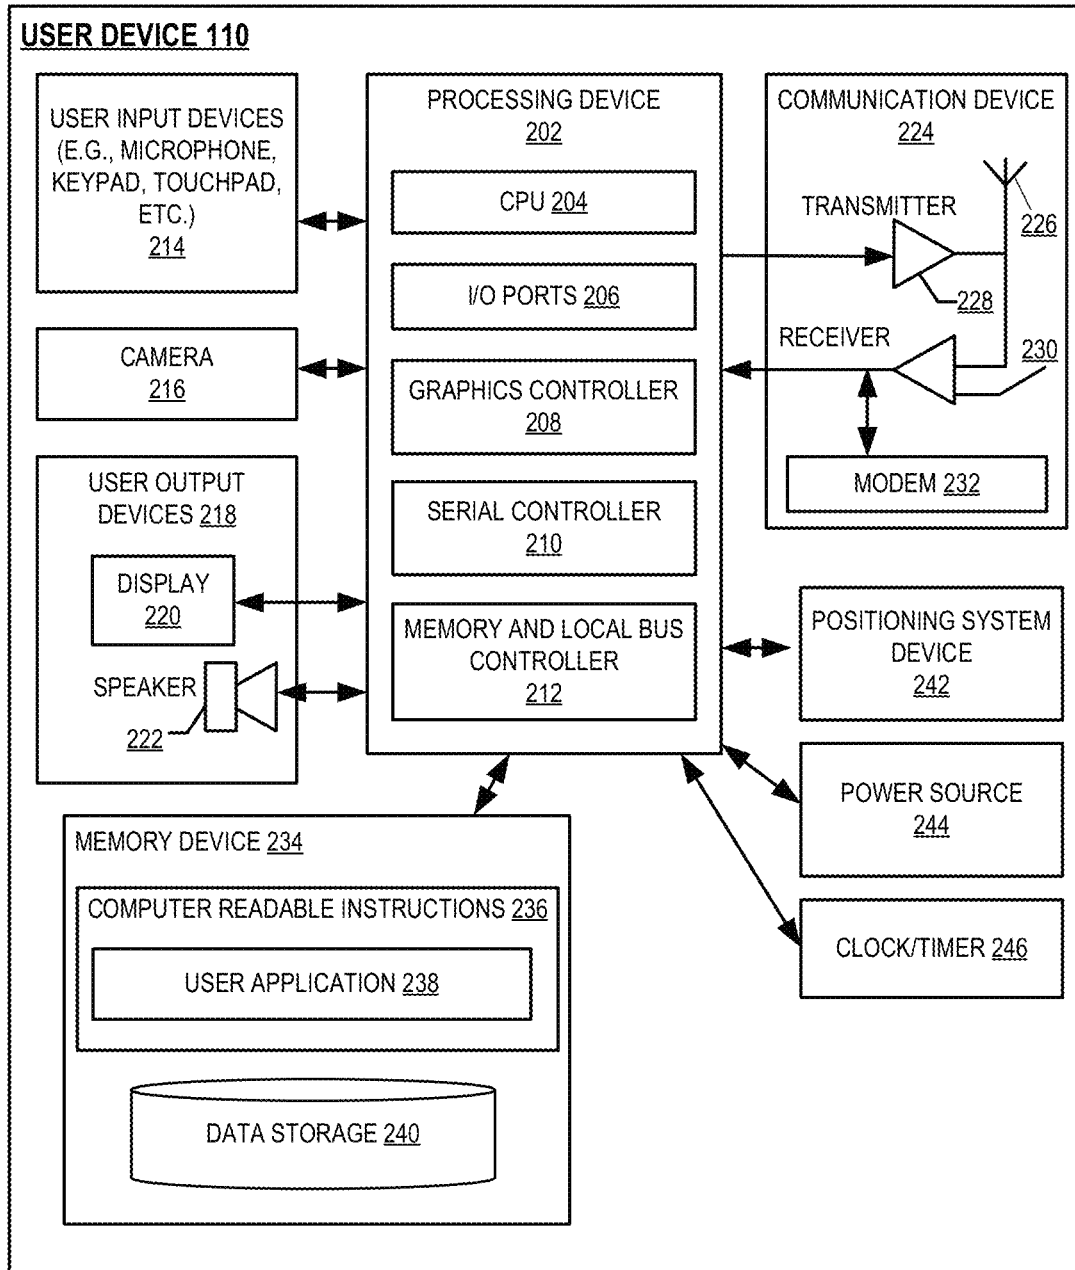 USER DEVICE 110
USER INPUT DEVICES
(E.G., MICROPHONE,
KEYPAD, TOUCHPAD,
ETC.)
214
CAMERA
216
USER OUTPUT
DEVICES 218
DISPLAY
220
SPEAKER
222
PROCESSING DEVICE
202
CPU 204
I/O PORTS 206
GRAPHICS CONTROLLER
208
SERIAL CONTROLLER
210
MEMORY AND LOCAL BUS
CONTROLLER
212
COMMUNICATION DEVICE
224
TRANSMITTER
226
228
RECEIVER
230
MODEM 232
POSITIONING SYSTEM
DEVICE
242
POWER SOURCE
244
CLOCK/TIMER 246
MEMORY DEVICE 234
COMPUTER READABLE INSTRUCTIONS 236
USER APPLICATION 238
DATA STORAGE 240